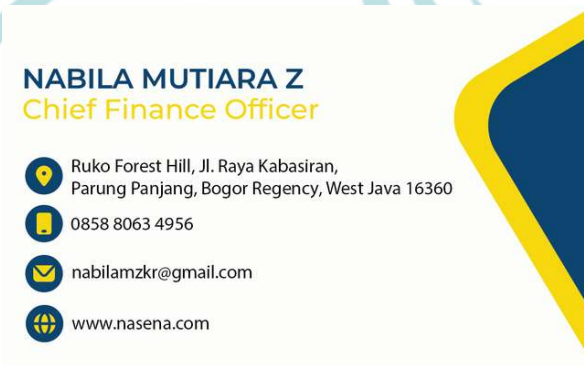 NABILA MUTIARA Z
Chief Finance Officer
Ruko Forest Hill, Jl. Raya Kabasiran,
Parung Panjang, Bogor Regency, West Java 16360
0858 8063 4956
nabilamzkr@gmail.com
www.nasena.com